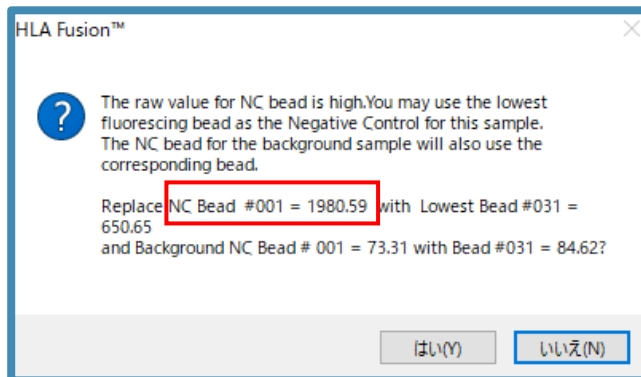 HLA Fusion™
The raw value for NC bead is high.You may use the lowest
fluorescing bead as the Negative Control for this sample.
The NC bead for the background sample will also use the
corresponding bead.
Replace NC Bead #001 = 1980.59 with Lowest Bead #031 =
650.65
and Background NC Bead # 001 = 73.31 with Bead #031 = 84.62?
はい(Y)
いいえ(N)